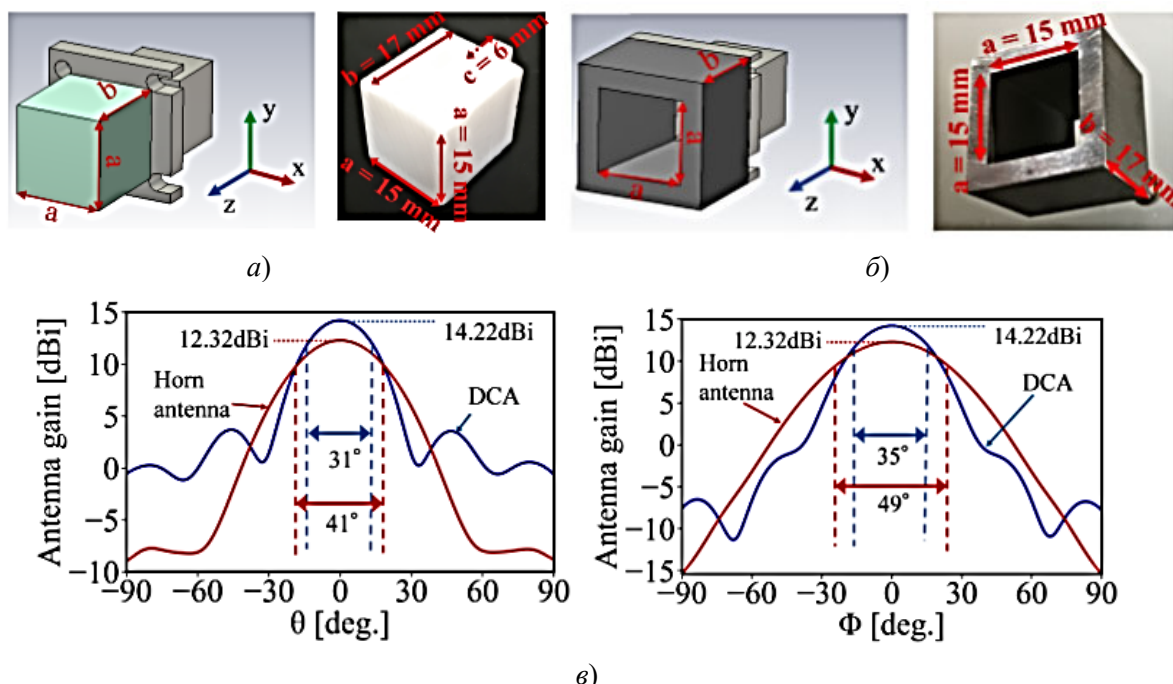 b
a
a
y
x
z
b = 17 mm
c = 6 mm
a = 15 mm
a = 15 mm
b
a
a
y
x
z
a = 15 mm
a = 15 mm
b = 17 mm
а)
б)
Antenna gain [dBi]
15
10
5
0
−5
−10
12.32dBi
14.22dBi
Horn
antenna
DCA
31°
41°
−90
−60
−30
0
30
60
90
θ [deg.]
Antenna gain [dBi]
15
10
5
0
−5
−10
−15
12.32dBi
14.22dBi
Horn
antenna
DCA
35°
49°
−90
−60
−30
0
30
60
90
Φ [deg.]
в)